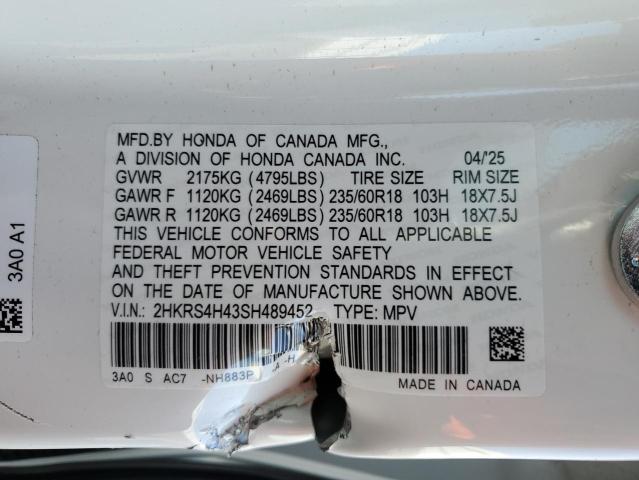 MFD.BY HONDA OF CANADA MFG.,
A DIVISION OF HONDA CANADA INC. 04/'25
GVWR 2175KG (4795LBS) TIRE SIZE RIM SIZE
GAWR F 1120KG (2469LBS) 235/60R18 103H 18X7.5J
GAWR R 1120KG (2469LBS) 235/60R18 103H 18X7.5J
THIS VEHICLE CONFORMS TO ALL APPLICABLE
FEDERAL MOTOR VEHICLE SAFETY
AND THEFT PREVENTION STANDARDS IN EFFECT
ON THE DATE OF MANUFACTURE SHOWN ABOVE.
V.I.N.: 2HKRS4H43SH489452 TYPE: MPV
3A0 S AC7 -NH883P -A -H
MADE IN CANADA
3A0 A1